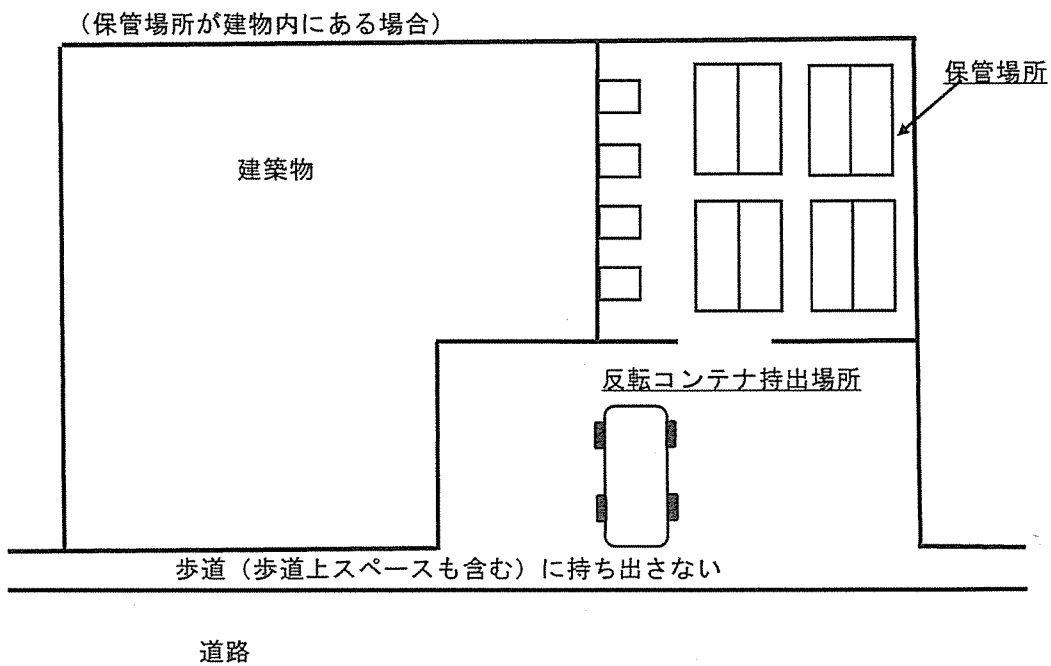 （保管場所が建物内にある場合）
保管場所
建築物
反転コンテナ持出場所
歩道（歩道上スペースも含む）に持ち出さない
道路